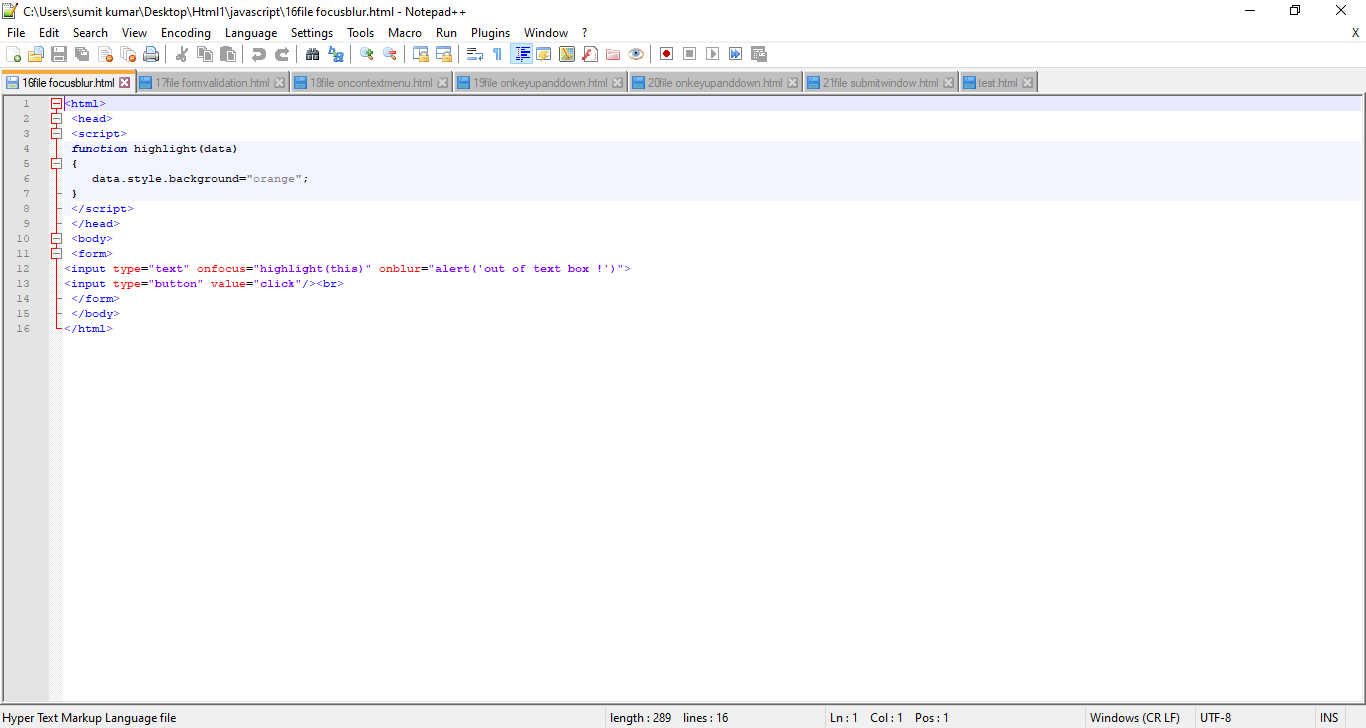 C:\Users\sumit kumar\Desktop\Html1\javascript\16file focusblur.html - Notepad++
File Edit Search View Encoding Language Settings Tools Macro Run Plugins Window ? X
16file focusblur.html 17file formvalidation.html 18file oncontextmenu.html 19file onkeyupanddown.html 20file onkeyupanddown.html 21file submitwindow.html test.html
1 <html>
2 <head>
3 <script>
4 function highlight(data)
5 {
6 data.style.background="orange";
7 }
8 </script>
9 </head>
10 <body>
11 <form>
12 <input type="text" onfocus="highlight(this)" onblur="alert('out of text box !')">
13 <input type="button" value="click"/><br>
14 </form>
15 </body>
16 </html>
Hyper Text Markup Language file length : 289 lines : 16 Ln : 1 Col : 1 Pos : 1 Windows (CR LF) UTF-8 INS